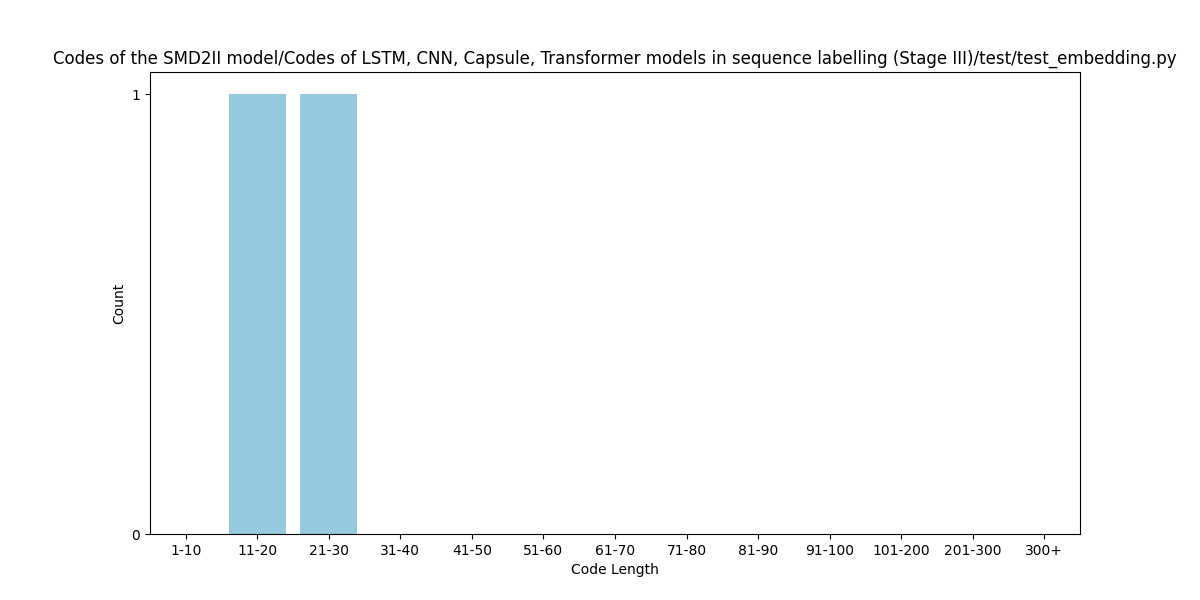 Codes of the SMD2II model/Codes of LSTM, CNN, Capsule, Transformer models in sequence labelling (Stage III)/test/test_embedding.py
1
Count
0
1-10 11-20 21-30 31-40 41-50 51-60 61-70 71-80 81-90 91-100 101-200 201-300 300+
Code Length